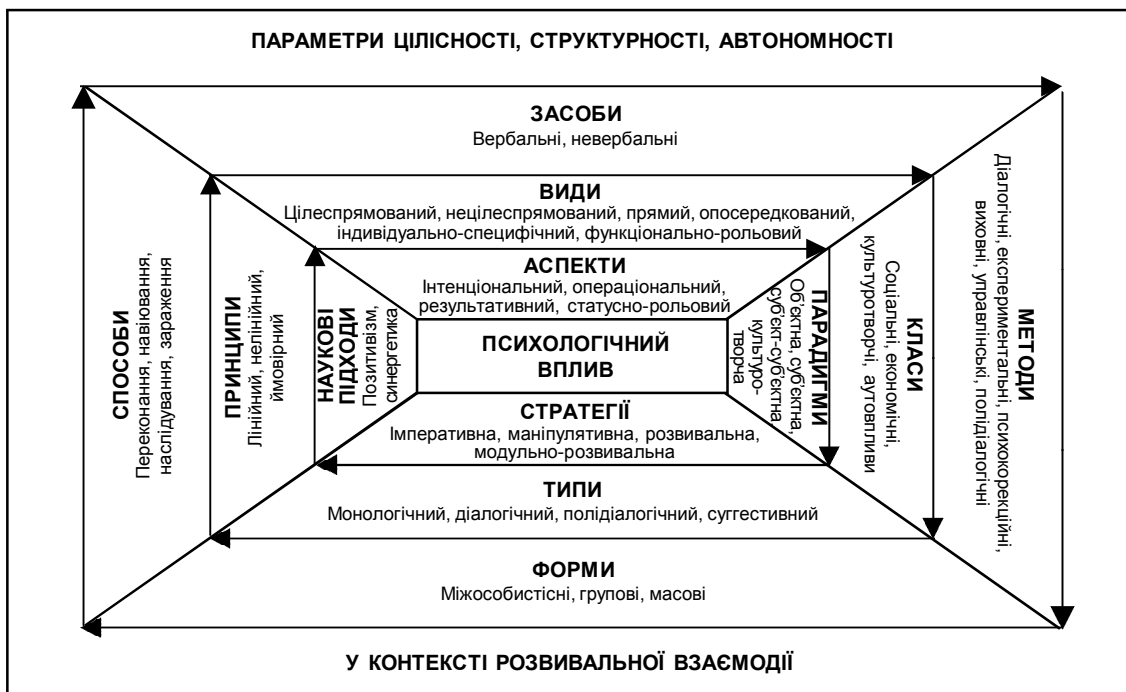 ПАРАМЕТРИ ЦІЛІСНОСТІ, СТРУКТУРНОСТІ, АВТОНОМНОСТІ
ЗАСОБИ
Вербальні, невербальні
ВИДИ
Цілеспрямований, нецілеспрямований, прямий, опосередкований,
індивідуально-специфічний, функціонально-рольовий
АСПЕКТИ
Інтенціональний, операціональний,
результативний, статусно-рольовий
СПОСОБИ
Переконання, навіювання,
наслідування, зараження
ПРИНЦИПИ
Лінійний, нелінійний,
ймовірний
НАУКОВІ
ПІДХОДИ
Позитивізм,
синергетика
ПСИХОЛОГІЧНИЙ
ВПЛИВ
ПАРАДИГМИ
Об'єктна, суб'єктна,
суб'єкт-суб'єктна
культуро-
творча
КЛАСИ
Соціальні, економічні,
культуротворчі, аутовпливи
МЕТОДИ
Діалогічні, експериментальні, психокорекційні,
виховні, управлінські, полідіалогічні
СТРАТЕГІЇ
Імперативна, маніпулятивна, розвивальна,
модульно-розвивальна
ТИПИ
Монологічний, діалогічний, полідіалогічний, суггестивний
ФОРМИ
Міжособистісні, групові, масові
У КОНТЕКСТІ РОЗВИВАЛЬНОЇ ВЗАЄМОДІЇ